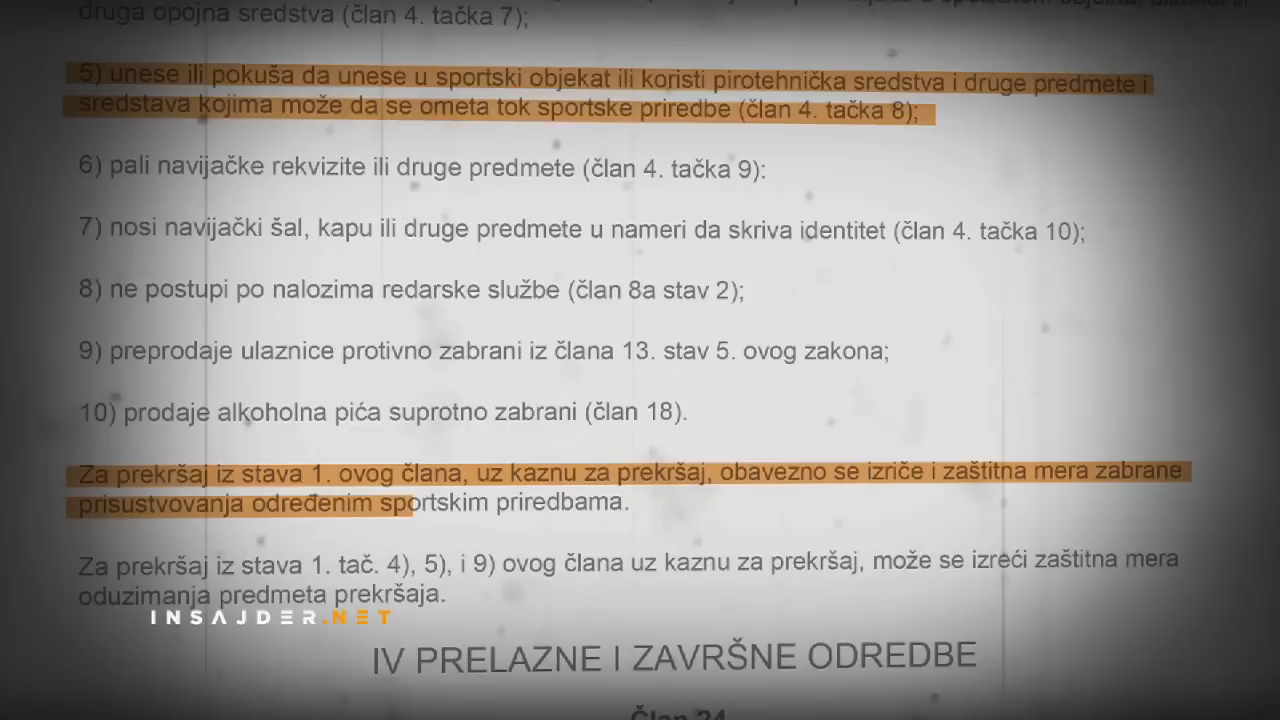 druga opojna sredstva (član 4. tačka 7);
5) unese ili pokuša da unese u sportski objekat ili koristi pirotehnička sredstva i druge predmete i
sredstava kojima može da se ometa tok sportske priredbe (član 4. tačka 8);
6) pali navijačke rekvizite ili druge predmete (član 4. tačka 9):
7) nosi navijački šal, kapu ili druge predmete u nameri da skriva identitet (član 4. tačka 10);
8) ne postupi po nalozima redarske službe (član 8a stav 2);
9) preprodaje ulaznice protivno zabrani iz člana 13. stav 5. ovog zakona;
10) prodaje alkoholna pića suprotno zabrani (član 18).
Za prekršaj iz stava 1. ovog člana, uz kaznu za prekršaj, obavezno se izriče i zaštitna mera zabrane
prisustvovanja određenim sportskim priredbama.
Za prekršaj iz stava 1. tač. 4), 5), i 9) ovog člana uz kaznu za prekršaj, može se izreći zaštitna mera
oduzimanja predmeta prekršaja.
INSAJDER.NET
IV PRELAZNE I ZAVRŠNE ODREDBE
Član 24